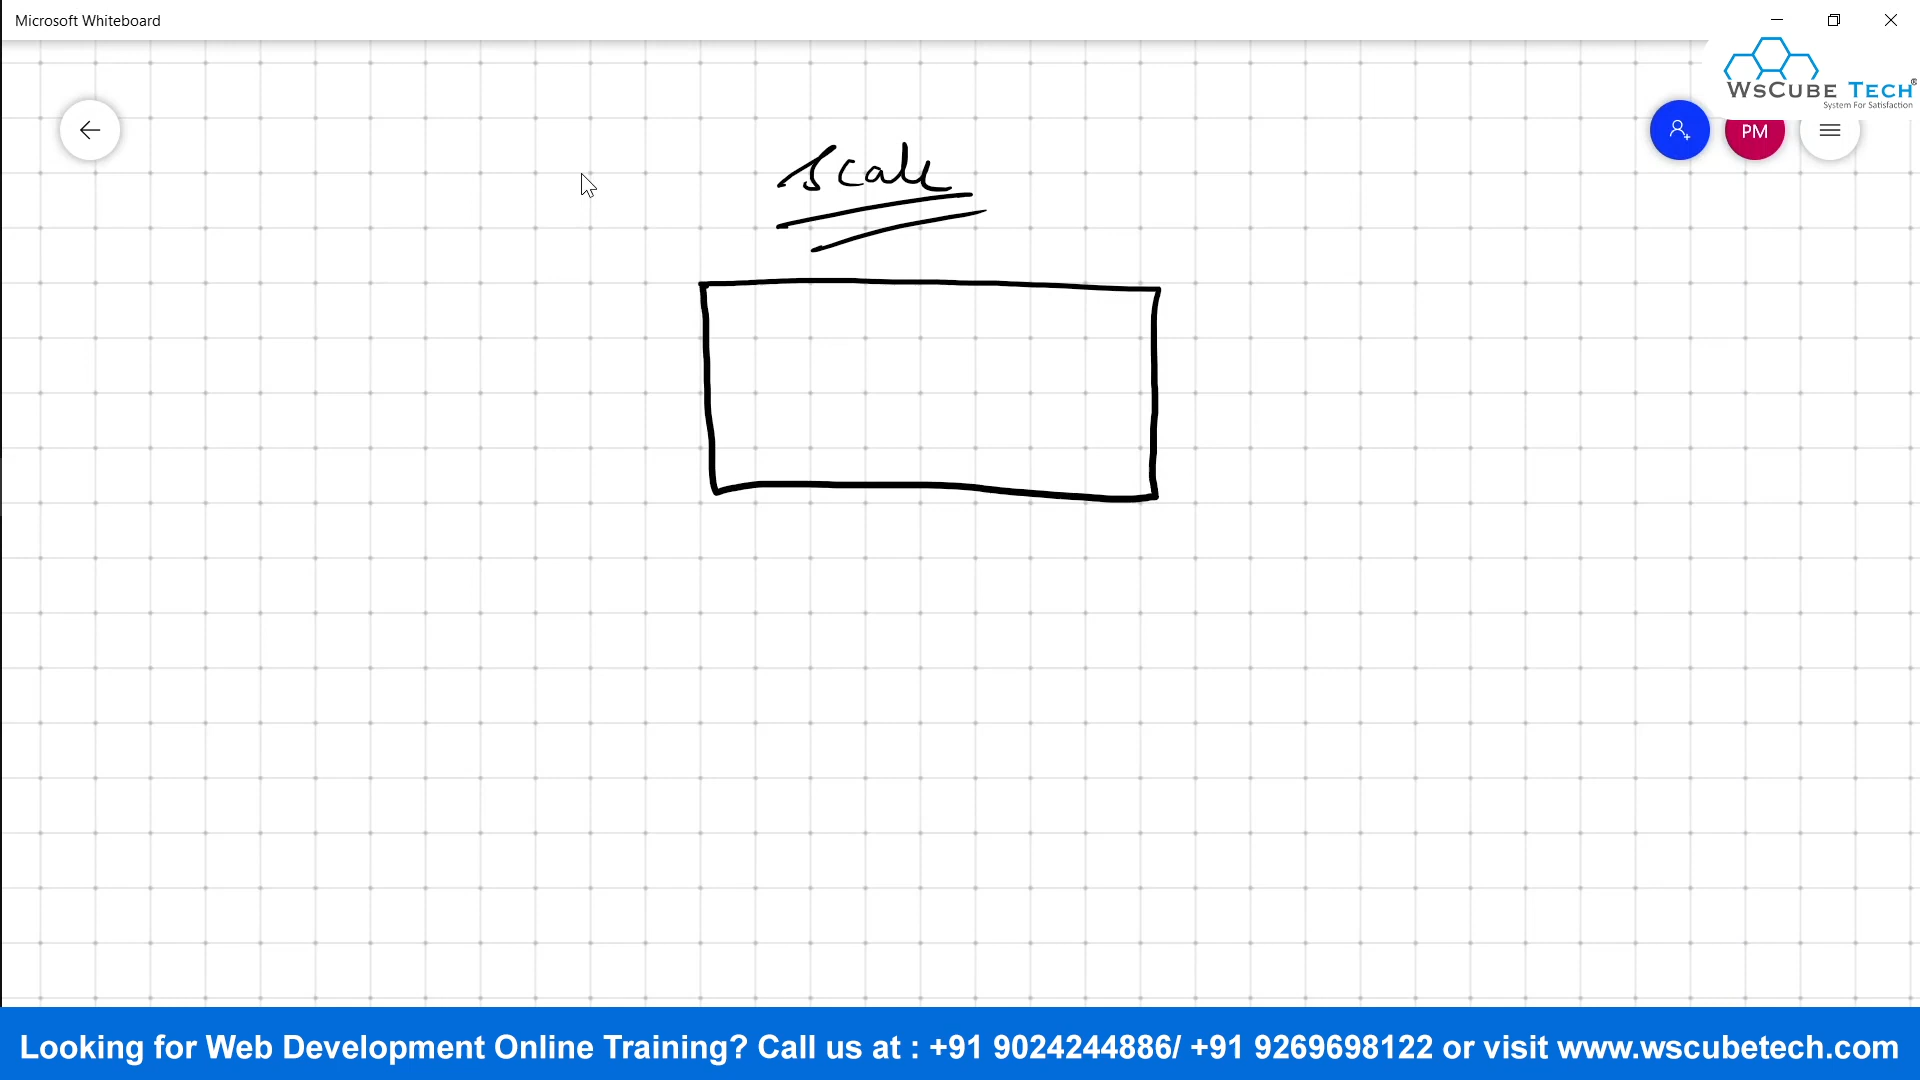 Microsoft Whiteboard
WsCube Tech®
System For Satisfaction
PM
Scale
Looking for Web Development Online Training? Call us at : +91 9024244886/ +91 9269698122 or visit www.wscubetech.com